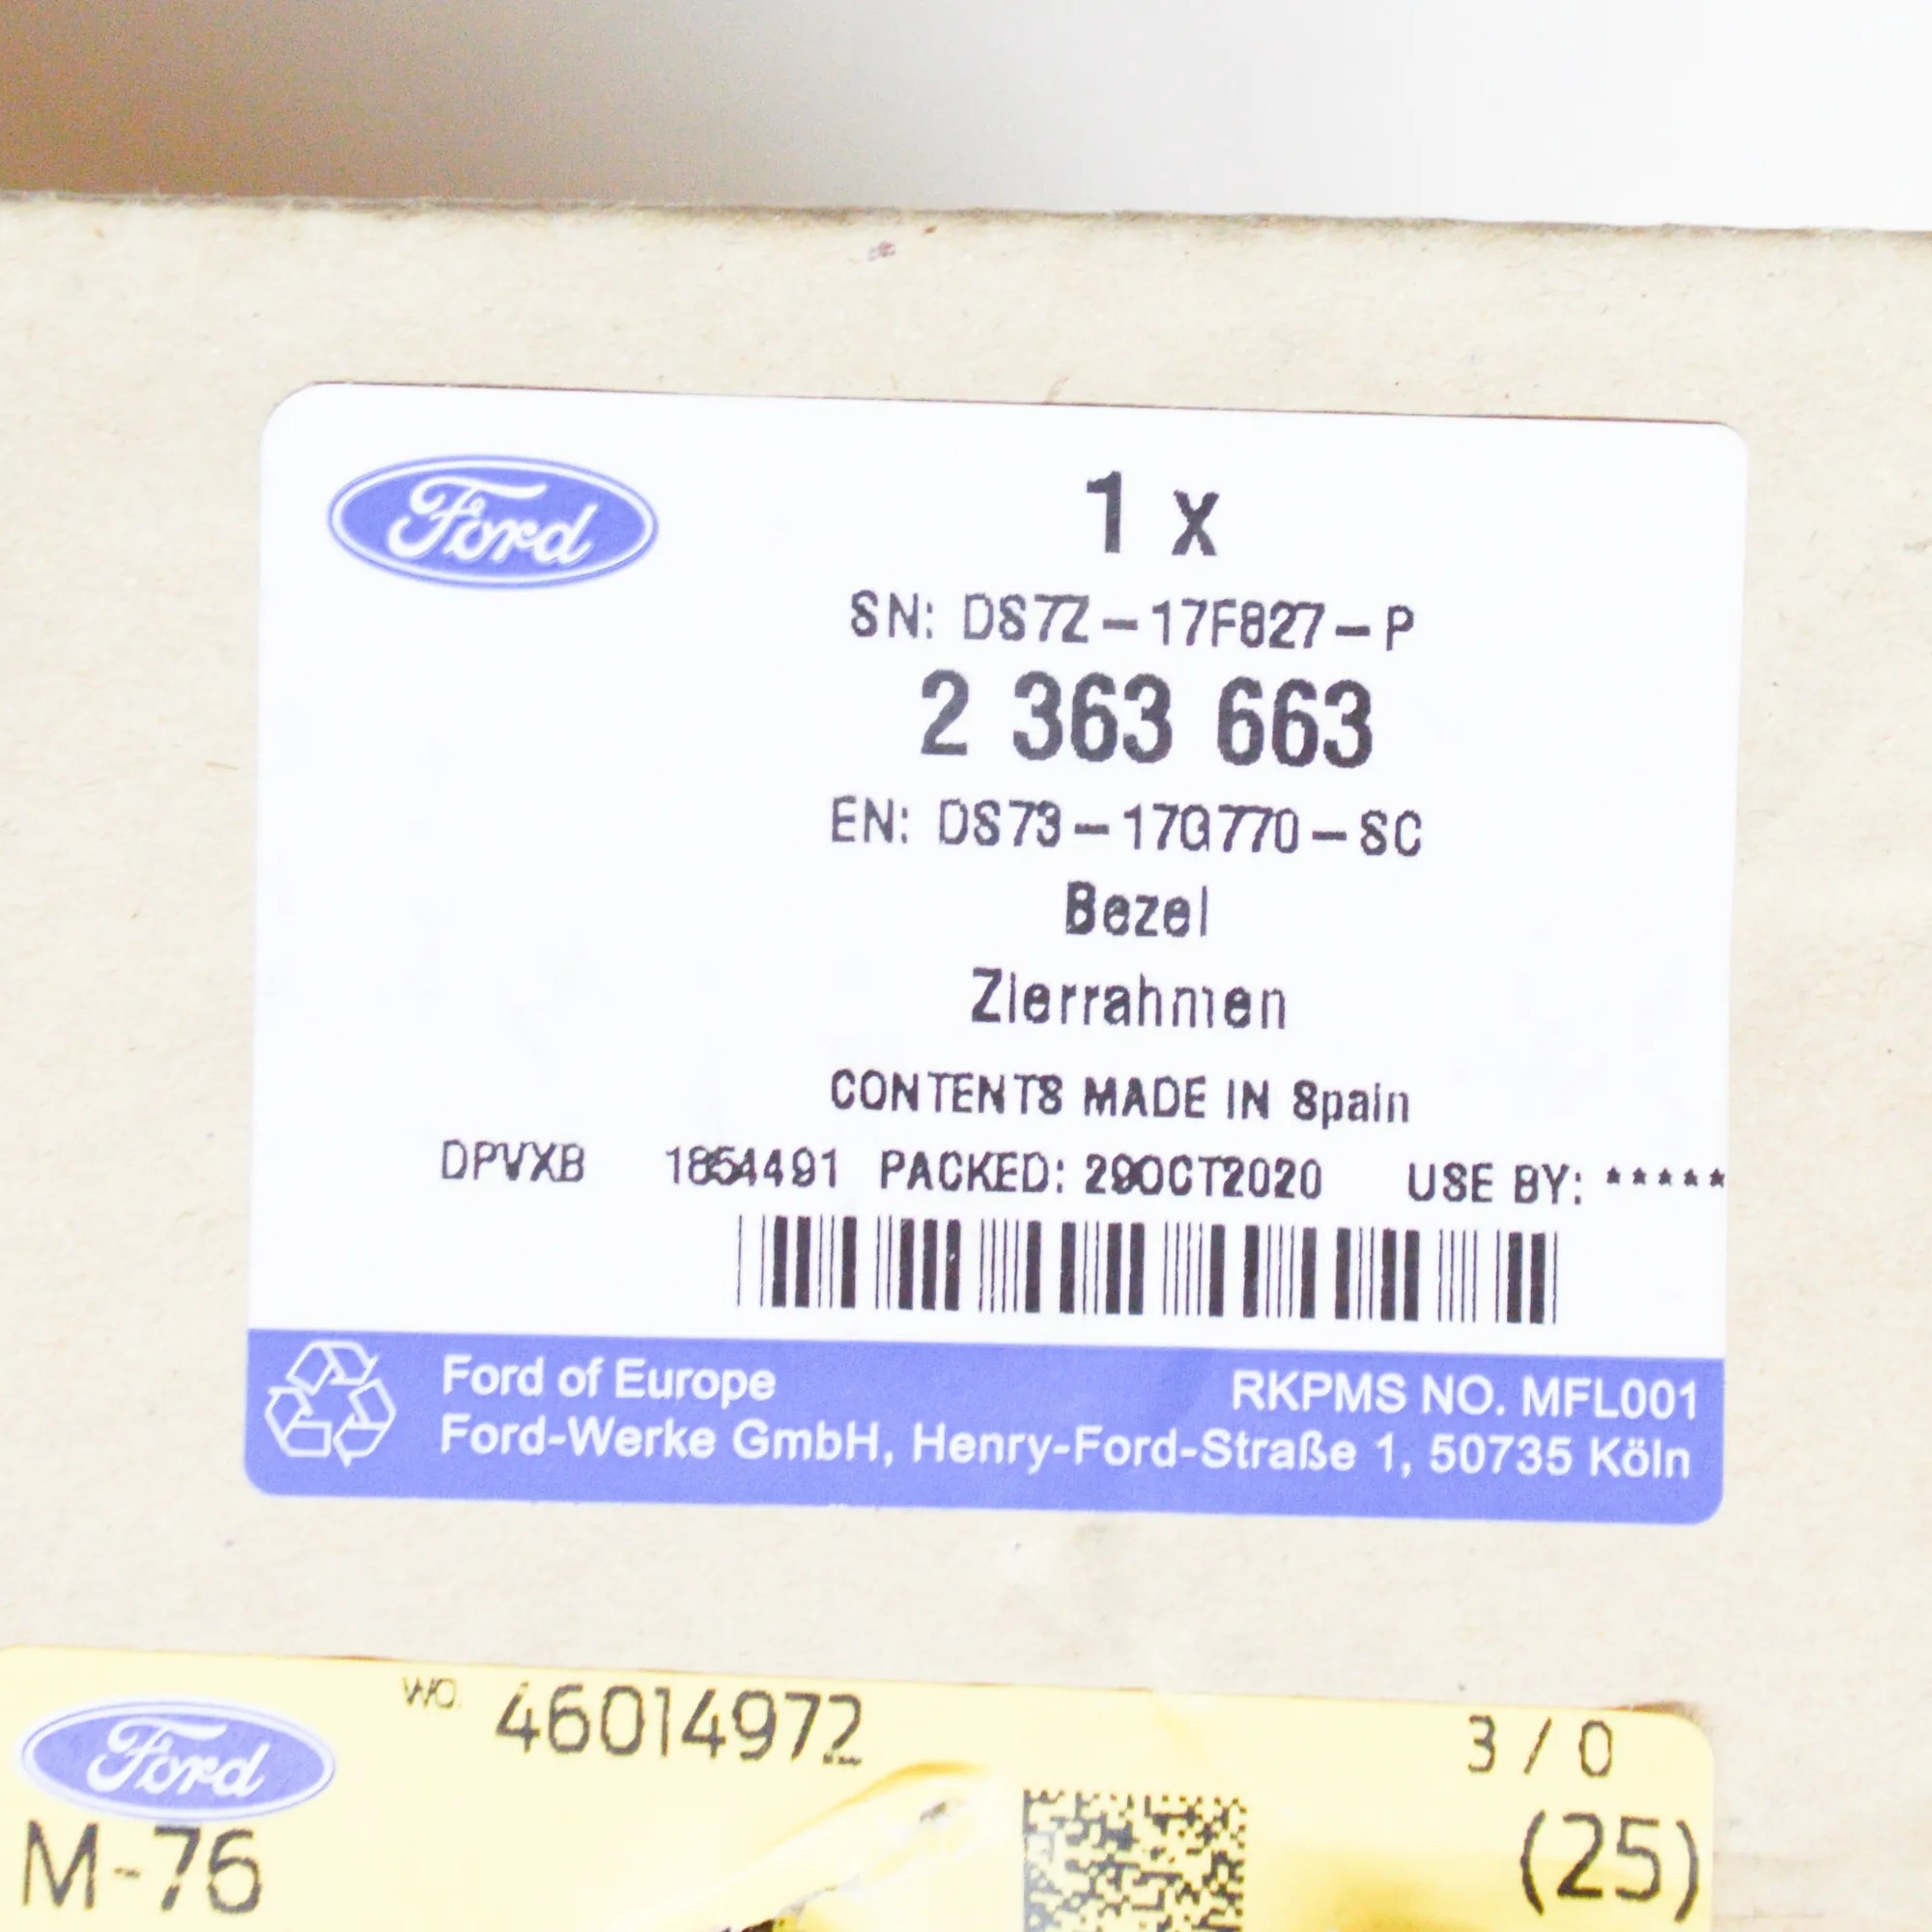 Ford
1 x
SN: DS7Z-17F827-P
2 363 663
EN: DS73-17G770-SC
Bezel
Zierrahmen
CONTENTS MADE IN Spain
DPVXB 1854491 PACKED: 29OCT2020 USE BY: *****
Ford of Europe RKPMS NO. MFL001
Ford-Werke GmbH, Henry-Ford-Straße 1, 50735 Köln
Ford WO. 46014972 3 / 0
M-76 (25)